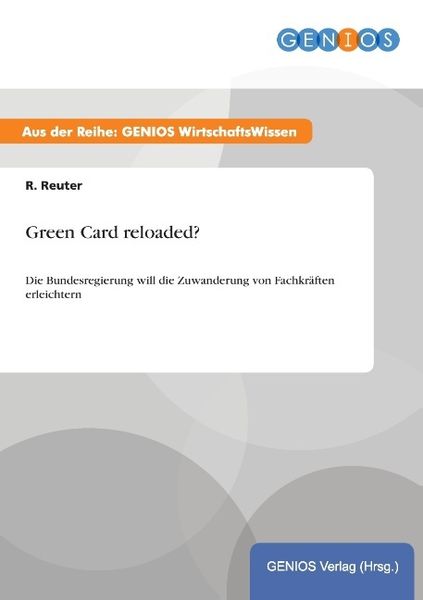 GENIOS
Aus der Reihe: GENIOS WirtschaftsWissen
R. Reuter
Green Card reloaded?
Die Bundesregierung will die Zuwanderung von Fachkräften
erleichtern
GENIOS Verlag (Hrsg.)